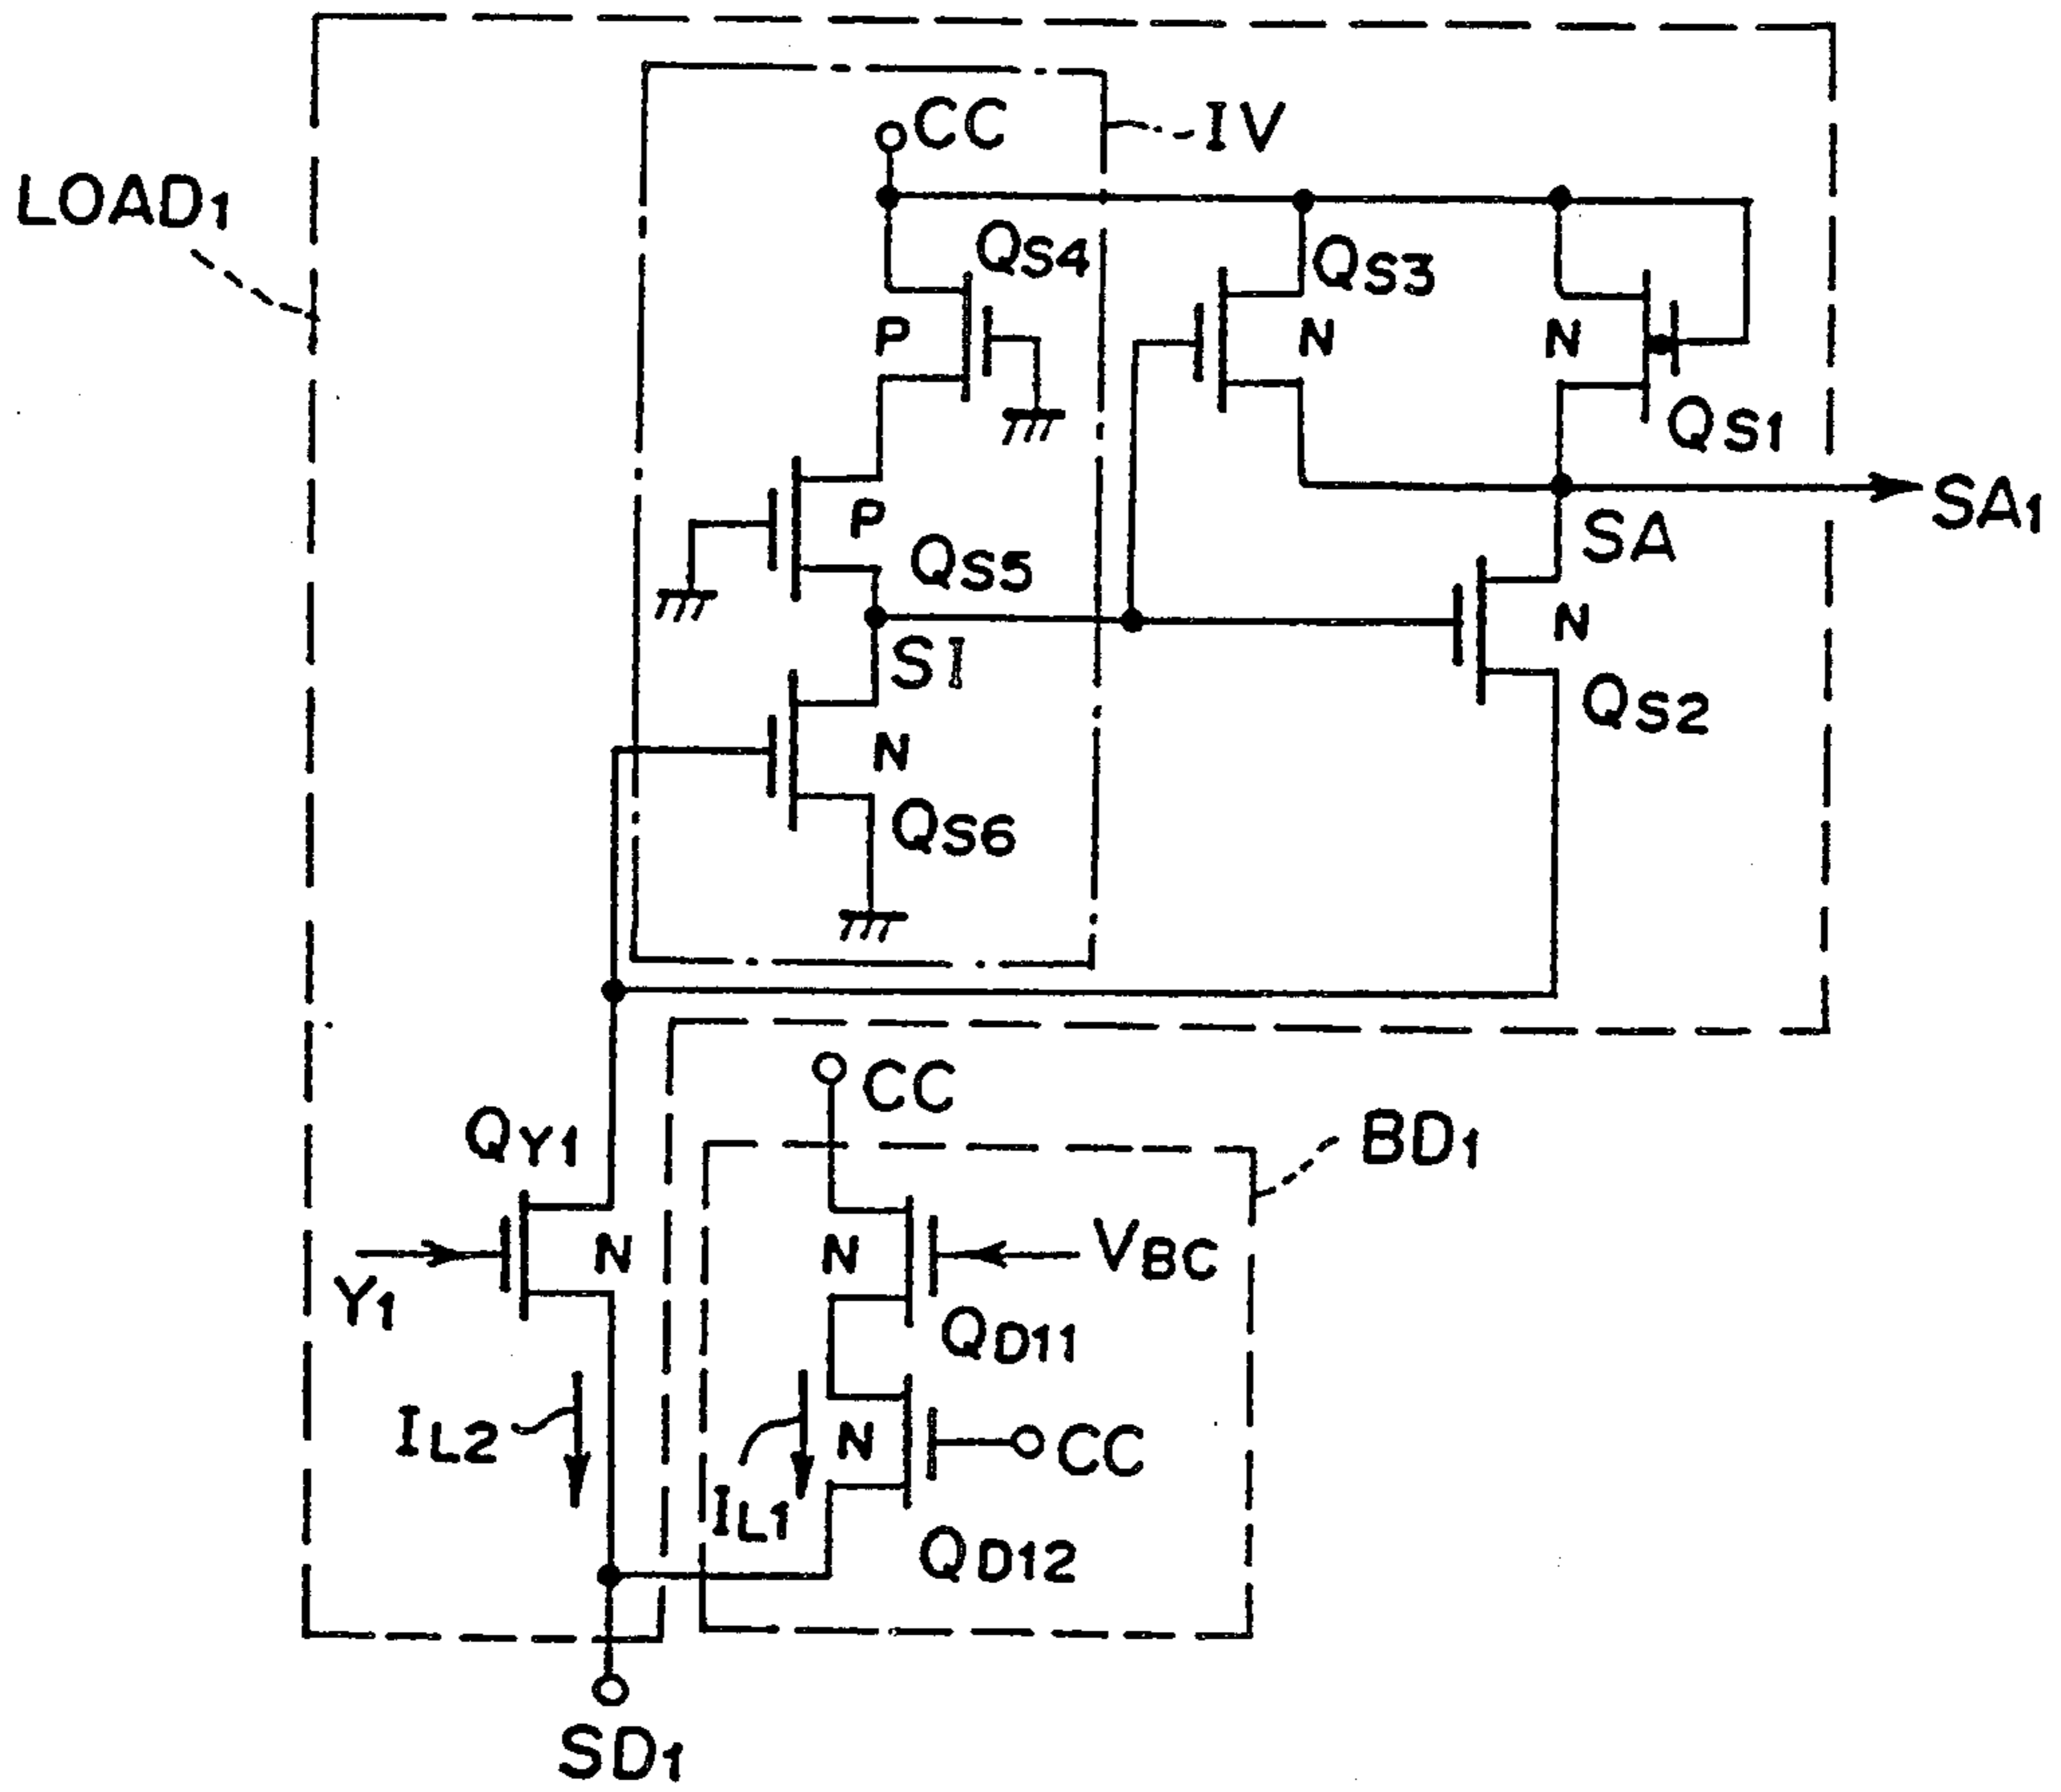 CC
IV
LOAD1
QS4
QS3
P
N
N
QS1
P
SA1
QS5
SA
N
SI
QS2
N
QS6
CC
QY1
BD1
N
N
VBC
Y1
QD11
IL2
N
CC
IL1
QD12
SD1